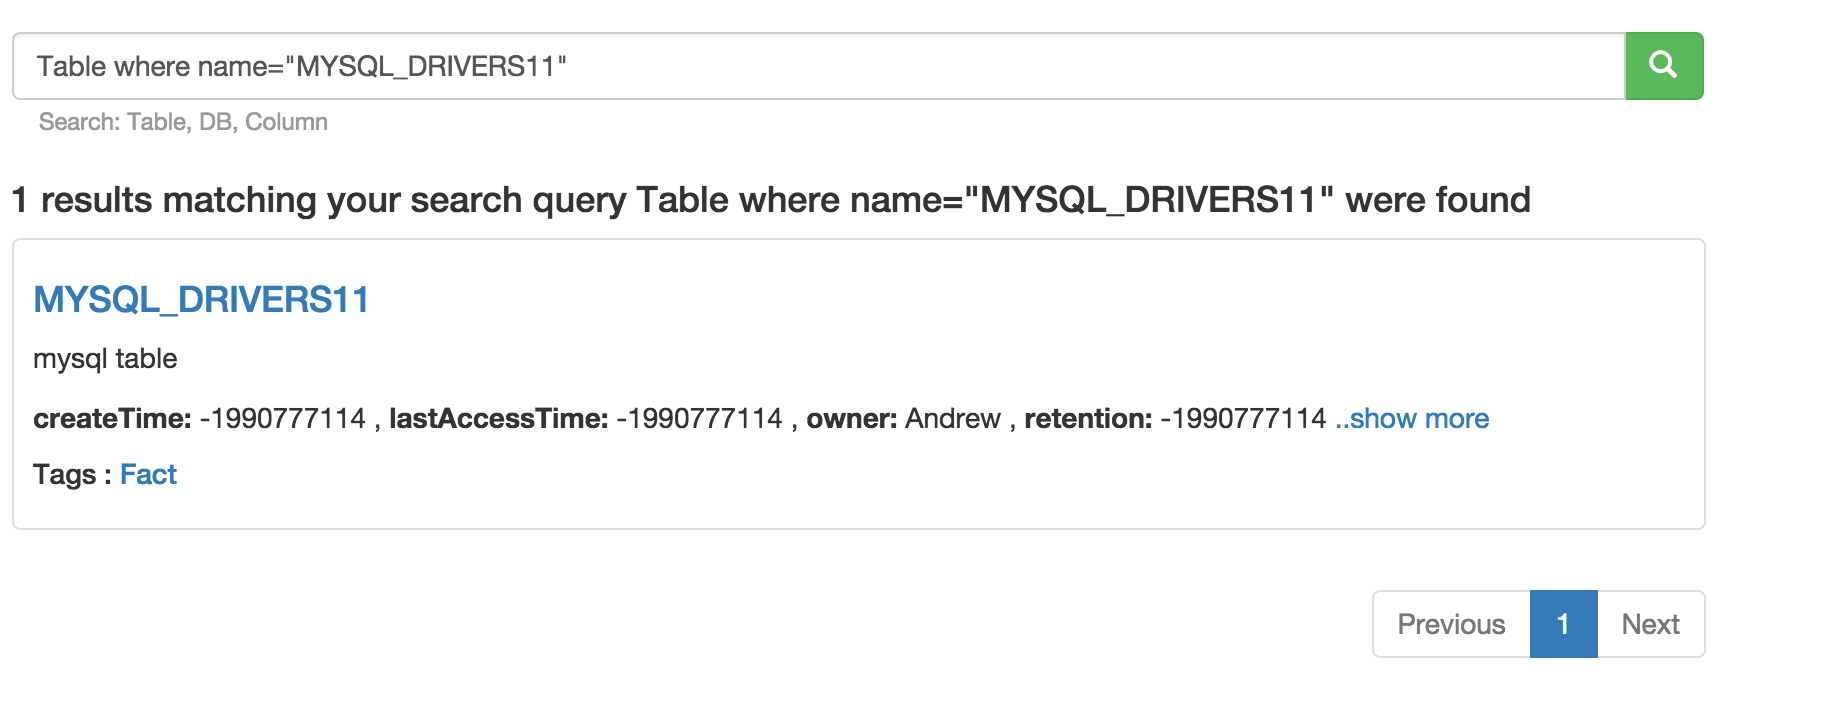 Table where name="MYSQL_DRIVERS11"
Search: Table, DB, Column
1 results matching your search query Table where name="MYSQL_DRIVERS11" were found
MYSQL_DRIVERS11
mysql table
createTime: -1990777114 , lastAccessTime: -1990777114 , owner: Andrew , retention: -1990777114 ..show more
Tags : Fact
Previous 1 Next